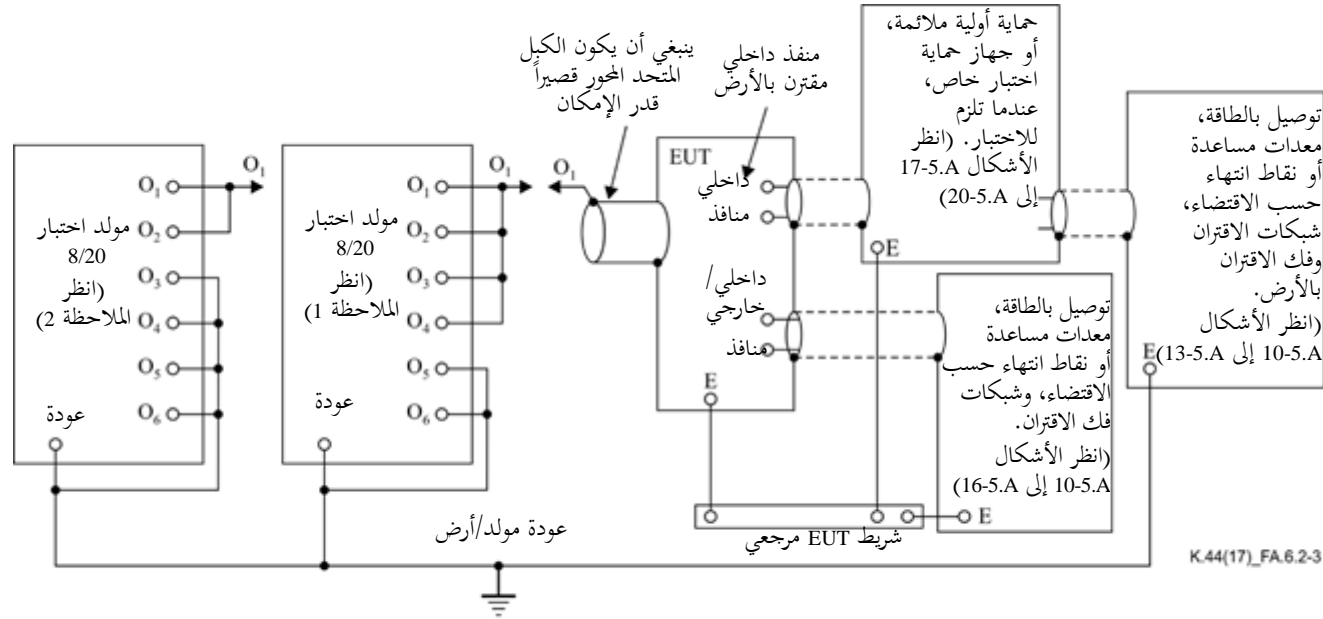 حماية أولية ملائمة،
أو جهاز حماية
اختبار خاص،
عندما تلزم
للاختبار. (انظر
الأشكال 17-5.A
إلى 20-5.A)
E
توصيل بالطاقة،
معدات مساعدة
أو نقاط انتهاء
حسب الاقتضاء،
شبكات الاقتران
وفك الاقتران
بالأرض.
(انظر الأشكال
10-5.A إلى 13-5.A)
E
منفذ داخلي
مقترن بالأرض
ينبغي أن يكون الكبل
المتحد المحور قصيراً
قدر الإمكان
EUT
داخلي
منافذ
داخلي/
خارجي
منافذ
E
توصيل بالطاقة،
معدات مساعدة
أو نقاط انتهاء حسب
الاقتضاء، وشبكات
فك الاقتران.
(انظر الأشكال
10-5.A إلى 16-5.A)
E
شريط EUT مرجعي
O1
O1
مولد اختبار
8/20
(انظر
الملاحظة 1)
O1
O2
O3
O4
O5
O6
عودة
O1
مولد اختبار
8/20
(انظر
الملاحظة 2)
O1
O2
O3
O4
O5
O6
عودة
عودة مولد/أرض
K.44(17)_FA.6.2-3